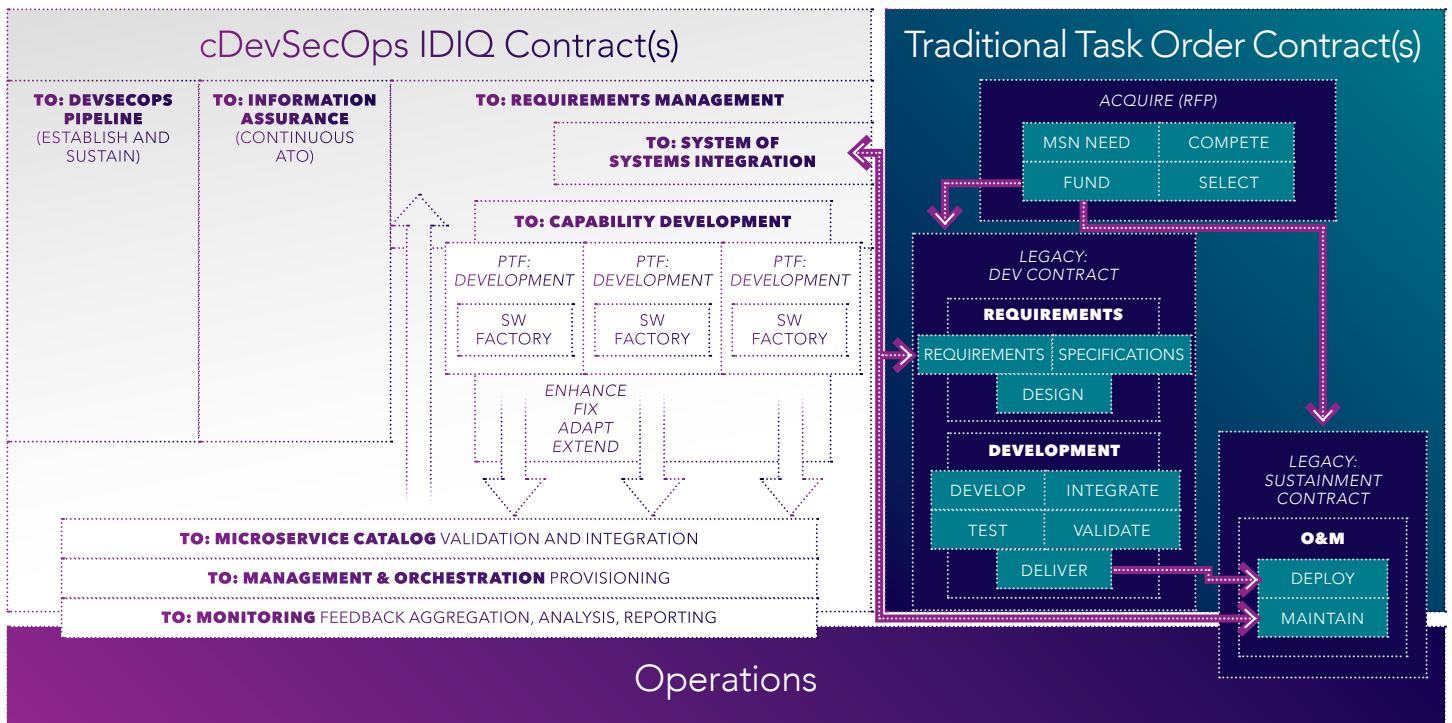 cDevSecOps IDIQ Contract(s)
TO: DEVSECOPS
PIPELINE
(ESTABLISH AND
SUSTAIN)
TO: INFORMATION
ASSURANCE
(CONTINUOUS
ATO)
TO: REQUIREMENTS MANAGEMENT
TO: SYSTEM OF
SYSTEMS INTEGRATION
TO: CAPABILITY DEVELOPMENT
PTF:
DEVELOPMENT
SW
FACTORY
PTF:
DEVELOPMENT
SW
FACTORY
PTF:
DEVELOPMENT
SW
FACTORY
ENHANCE
FIX
ADAPT
EXTEND
TO: MICROSERVICE CATALOG VALIDATION AND INTEGRATION
TO: MANAGEMENT & ORCHESTRATION PROVISIONING
TO: MONITORING FEEDBACK AGGREGATION, ANALYSIS, REPORTING
Traditional Task Order Contract(s)
ACQUIRE (RFP)
MSN NEED
COMPETE
FUND
SELECT
LEGACY:
DEV CONTRACT
REQUIREMENTS
REQUIREMENTS
SPECIFICATIONS
DESIGN
DEVELOPMENT
DEVELOP
INTEGRATE
TEST
VALIDATE
DELIVER
LEGACY:
SUSTAINMENT
CONTRACT
O&M
DEPLOY
MAINTAIN
Operations